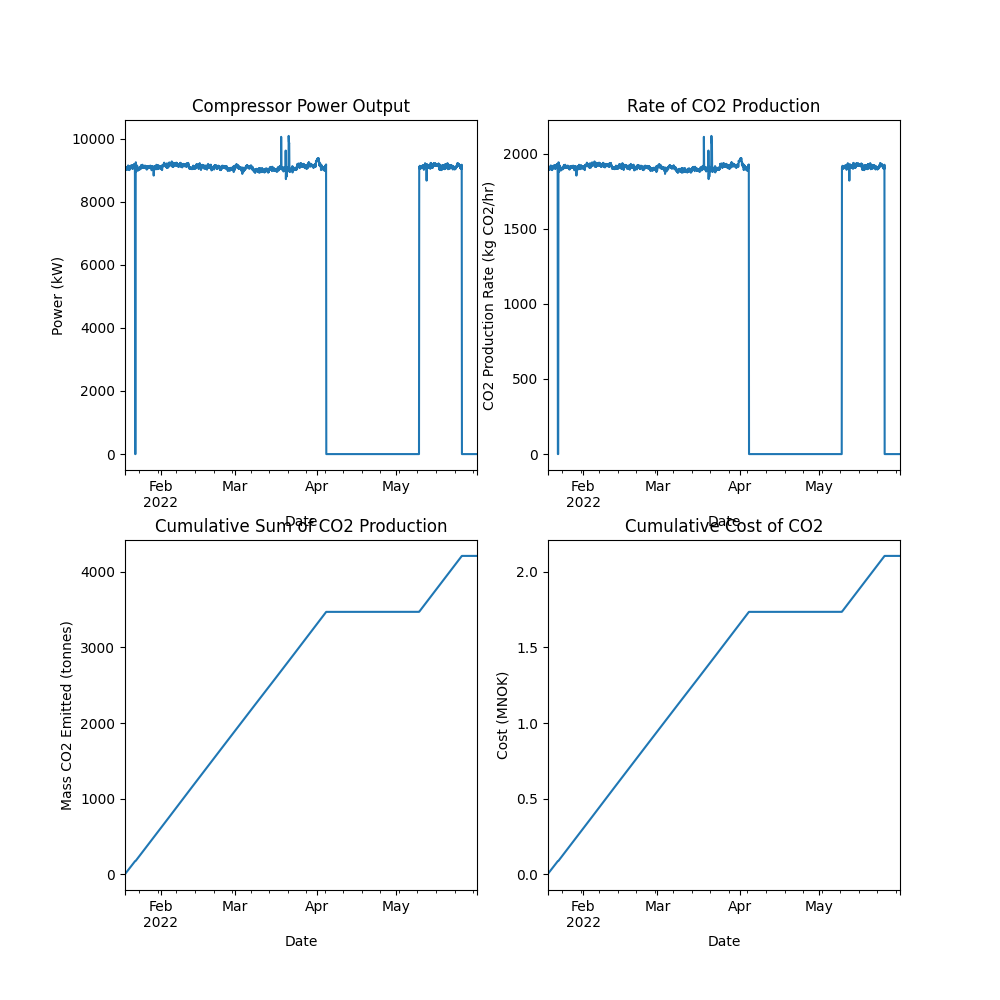 Compressor Power Output
Power (kW)
10000
8000
6000
4000
2000
0
Feb Mar Apr May
2022
Date
Rate of CO2 Production
CO2 Production Rate (kg CO2/hr)
2000
1500
1000
500
0
Feb Mar Apr May
2022
Date
Cumulative Sum of CO2 Production
Mass CO2 Emitted (tonnes)
4000
3000
2000
1000
0
Feb Mar Apr May
2022
Date
Cumulative Cost of CO2
Cost (MNOK)
2.0
1.5
1.0
0.5
0.0
Feb Mar Apr May
2022
Date